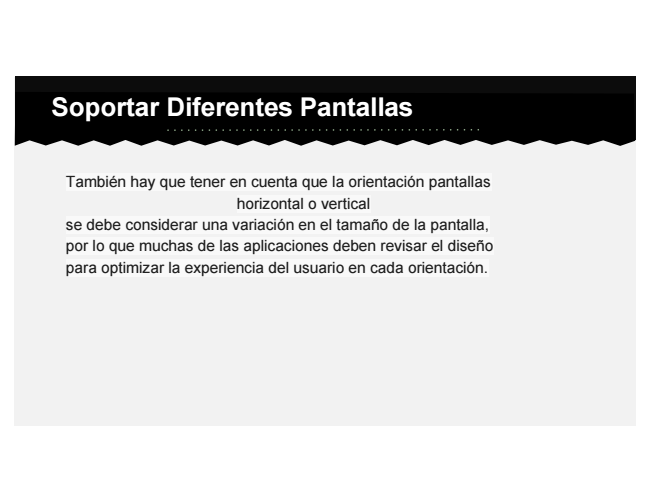 Soportar Diferentes Pantallas
También hay que tener en cuenta que la orientación pantallas
horizontal o vertical
se debe considerar una variación en el tamaño de la pantalla,
por lo que muchas de las aplicaciones deben revisar el diseño
para optimizar la experiencia del usuario en cada orientación.